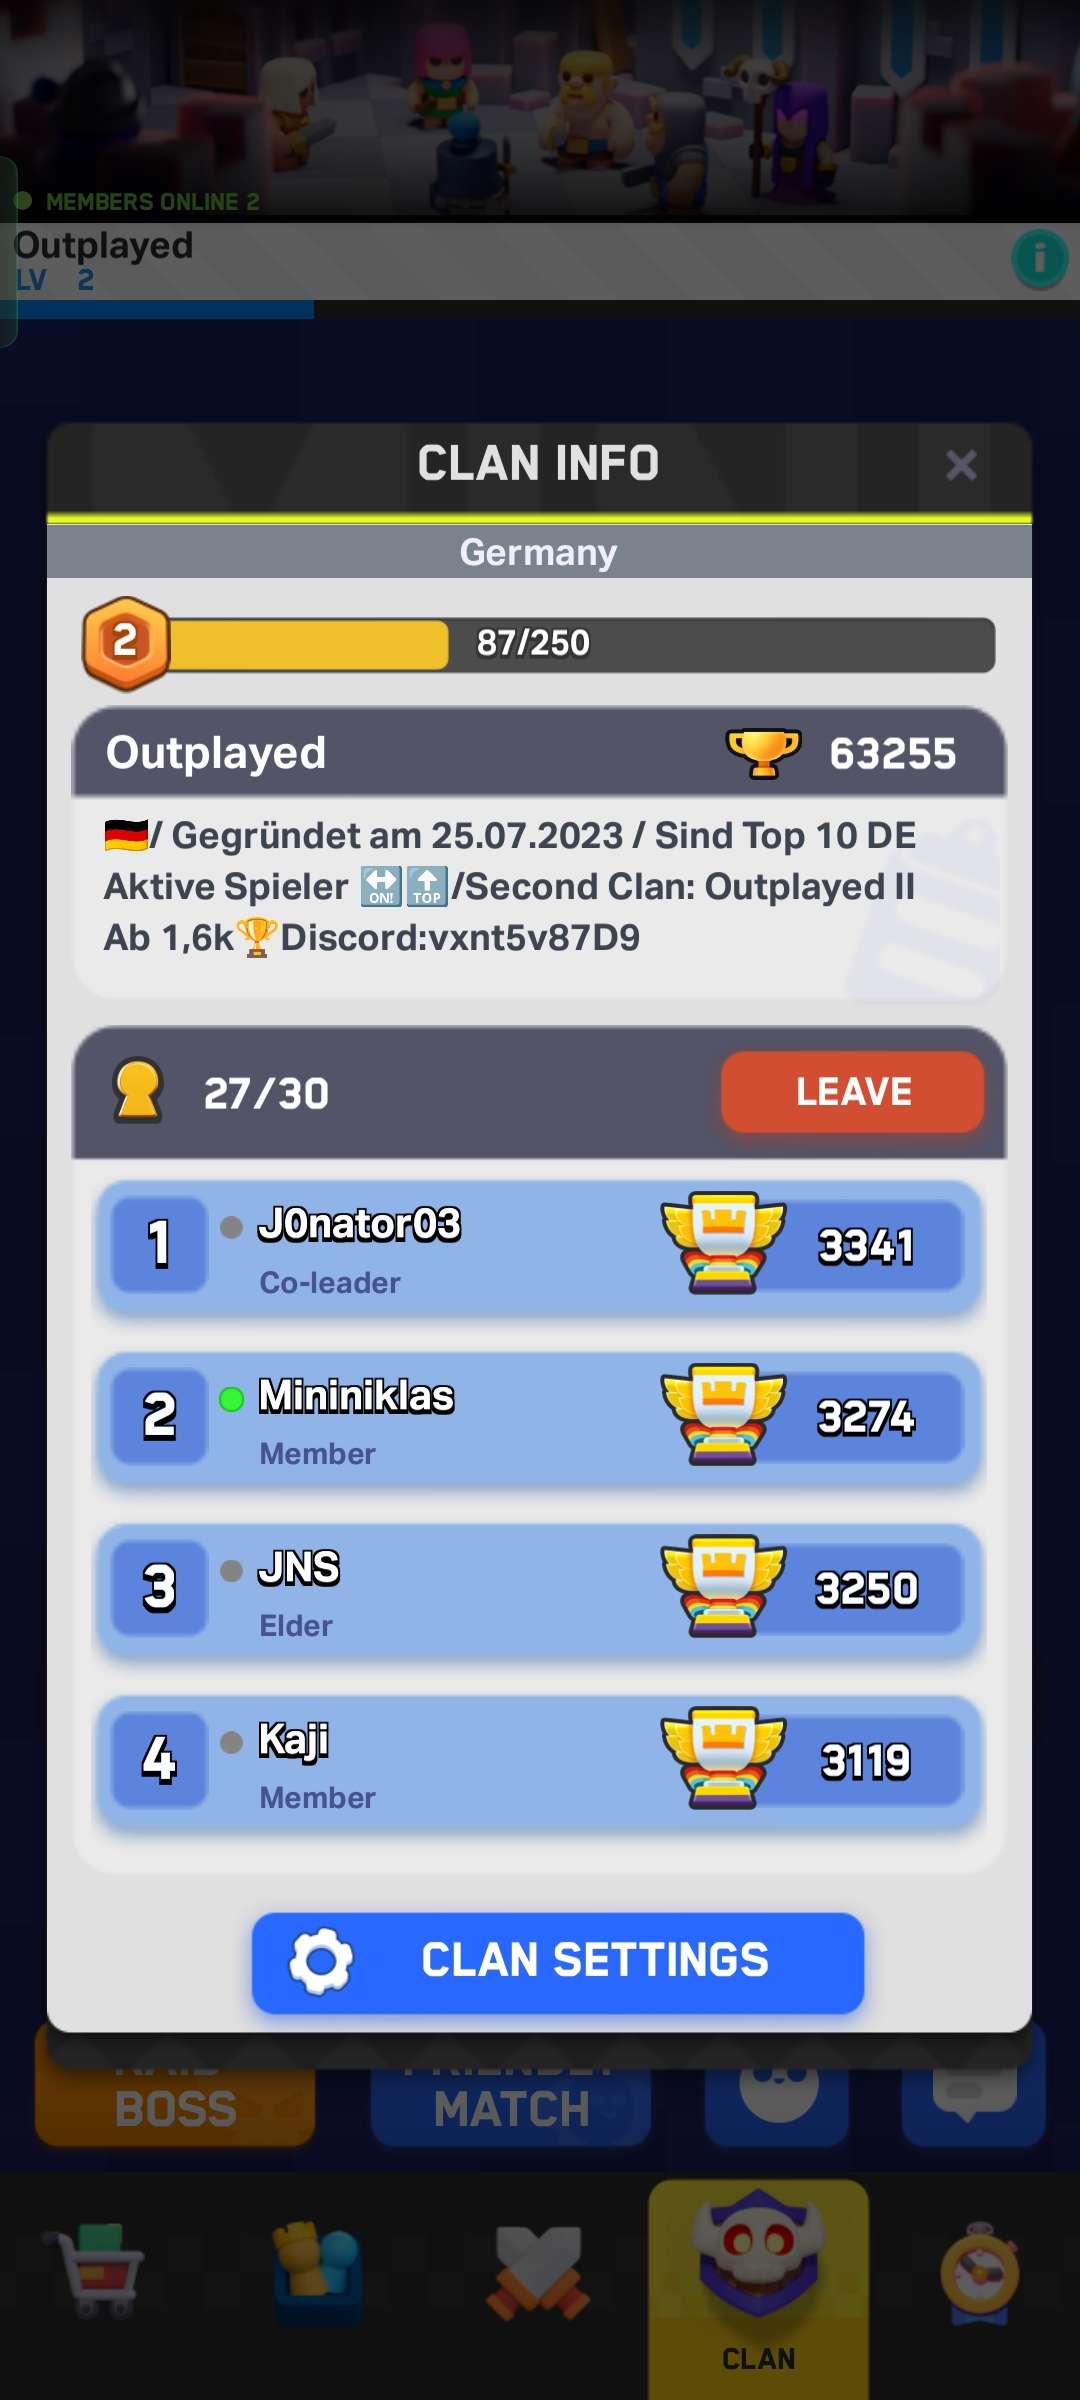 MEMBERS ONLINE 2
Outplayed
LV 2
CLAN INFO
Germany
2
87/250
Outplayed 63255
🇩🇪/ Gegründet am 25.07.2023 / Sind Top 10 DE
Aktive Spieler 🔛🔝/Second Clan: Outplayed II
Ab 1,6k🏆Discord:vxnt5v87D9
27/30 LEAVE
1 J0nator03 3341
Co-leader
2 Mininiklas 3274
Member
3 JNS 3250
Elder
4 Kaji 3119
Member
CLAN SETTINGS
RAID BOSS
FRIENDLY MATCH
CLAN